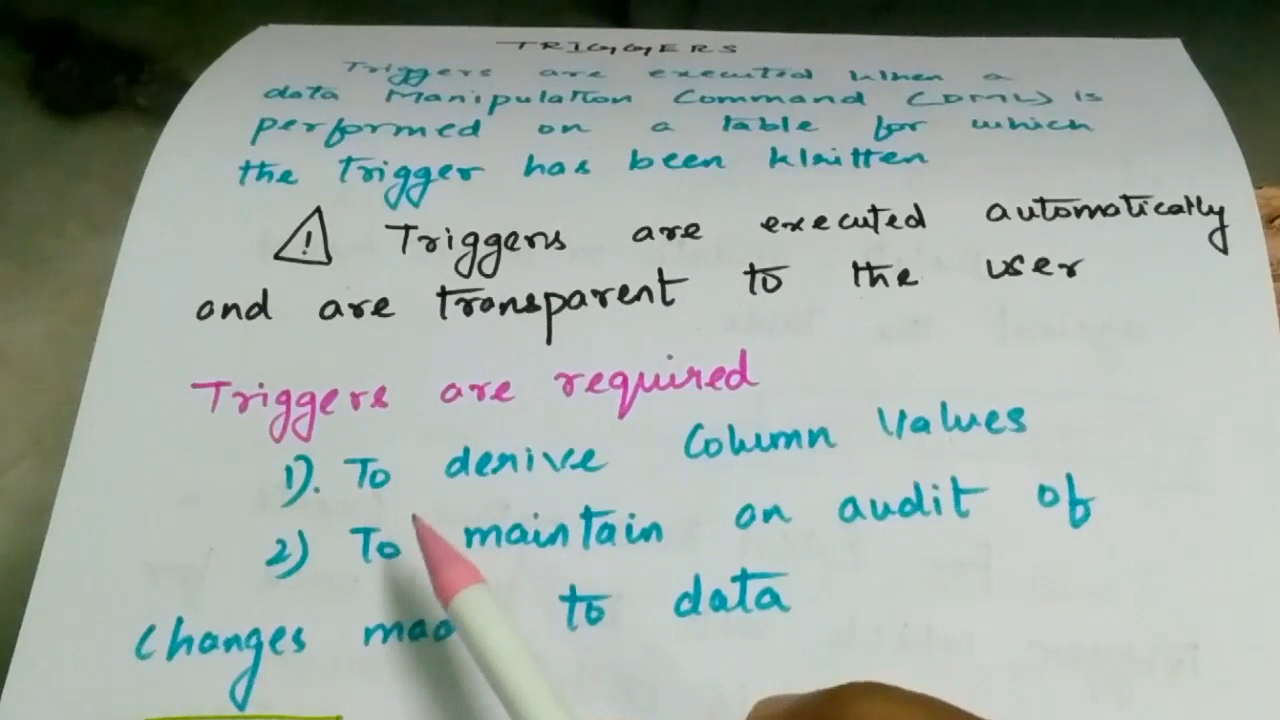 TRIGGERS
Triggers are executed when a
data Manipulation Command (DML) is
performed on a table for which
the Trigger has been written
! Triggers are executed automatically
and are transparent to the user
Triggers are required
1). To derive Column Values
2) To maintain an audit of
Changes to data